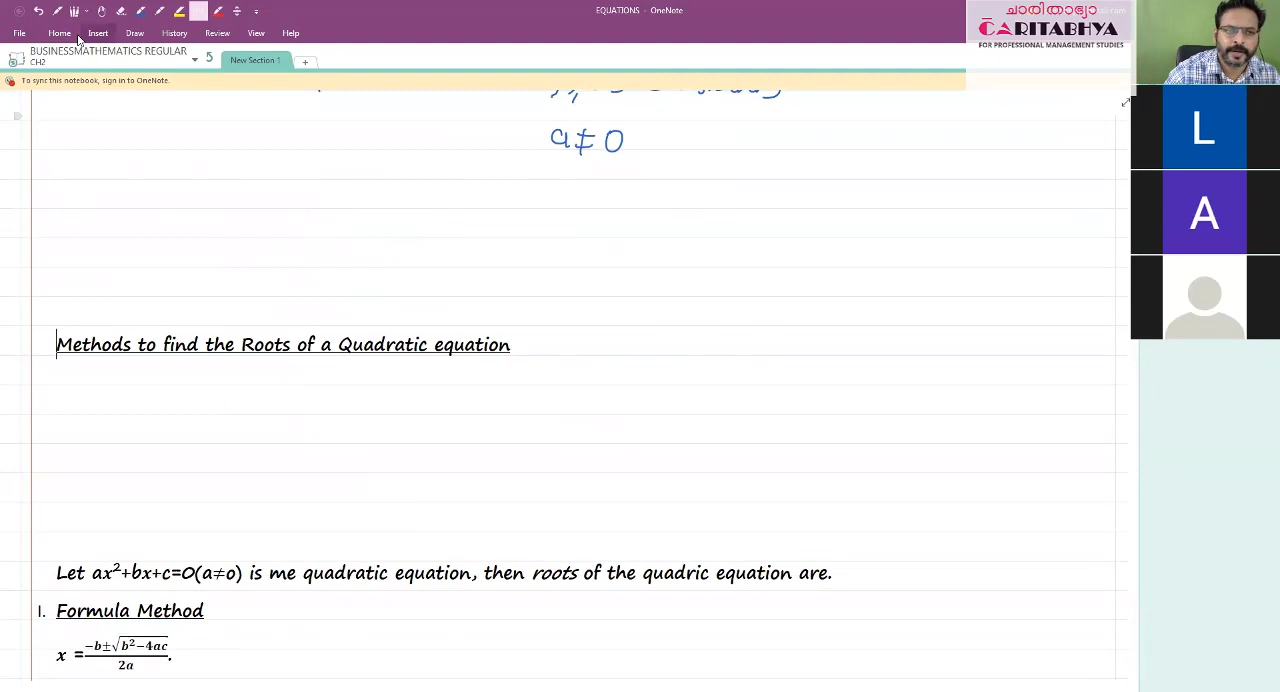 EQUATIONS - OneNote
ചാരിതാഭ്യാ
CARITABHYA
FOR PROFESSIONAL MANAGEMENT STUDIES
File Home Insert Draw History Review View Help
BUSINESSMATHEMATICS REGULAR
CH2
New Section 1
To sync this notebook, sign in to OneNote.
a ≠ 0
L
A
Methods to find the Roots of a Quadratic equation
Let ax²+bx+c=0(a≠0) is me quadratic equation, then roots of the quadric equation are.
1. Formula Method
x = \frac{-b±\sqrt{b²-4ac}}{2a}.